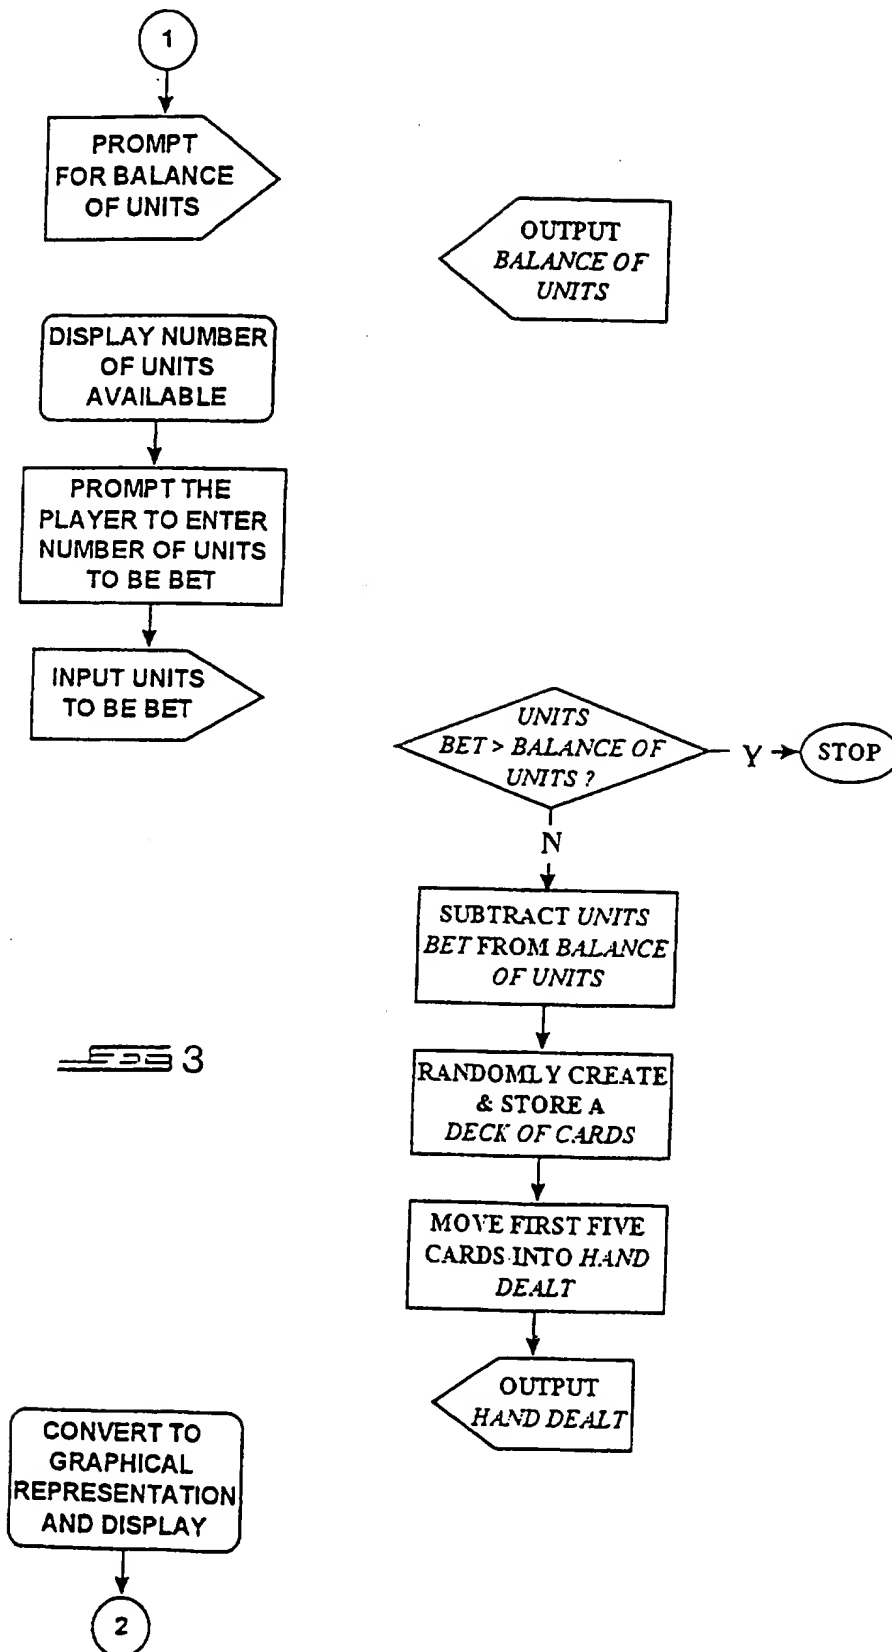 1
PROMPT
FOR BALANCE
OF UNITS
OUTPUT
BALANCE OF
UNITS
DISPLAY NUMBER
OF UNITS
AVAILABLE
PROMPT THE
PLAYER TO ENTER
NUMBER OF UNITS
TO BE BET
INPUT UNITS
TO BE BET
UNITS
BET > BALANCE OF
UNITS ?
Y
STOP
N
SUBTRACT UNITS
BET FROM BALANCE
OF UNITS
3
RANDOMLY CREATE
& STORE A
DECK OF CARDS
MOVE FIRST FIVE
CARDS INTO HAND
DEALT
OUTPUT
HAND DEALT
CONVERT TO
GRAPHICAL
REPRESENTATION
AND DISPLAY
2